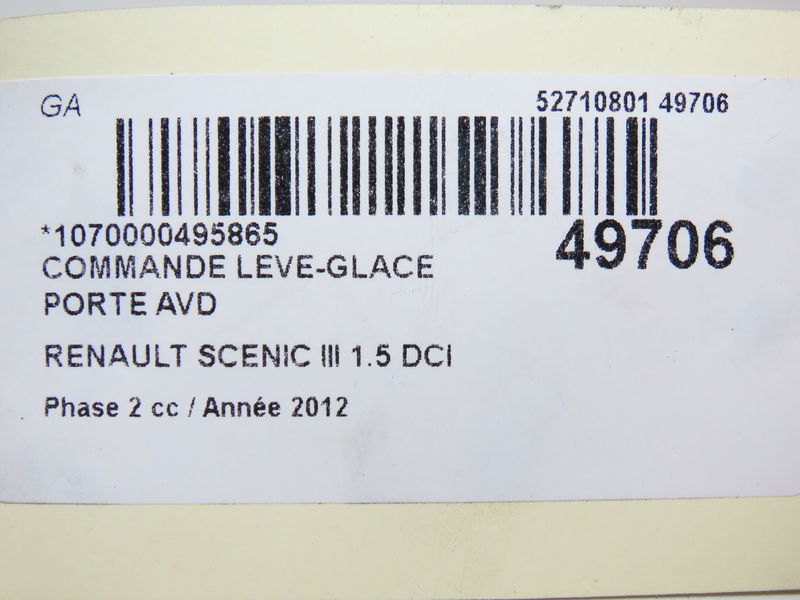 GA
52710801 49706
*1070000495865
49706
COMMANDE LEVE-GLACE
PORTE AVD
RENAULT SCENIC III 1.5 DCI
Phase 2 cc / Année 2012